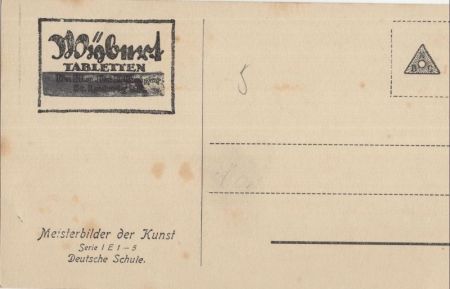 Wybert
TABLETTEN
5
B G
Meisterbilder der Kunst
Serie I E 1-5
Deutsche Schule.